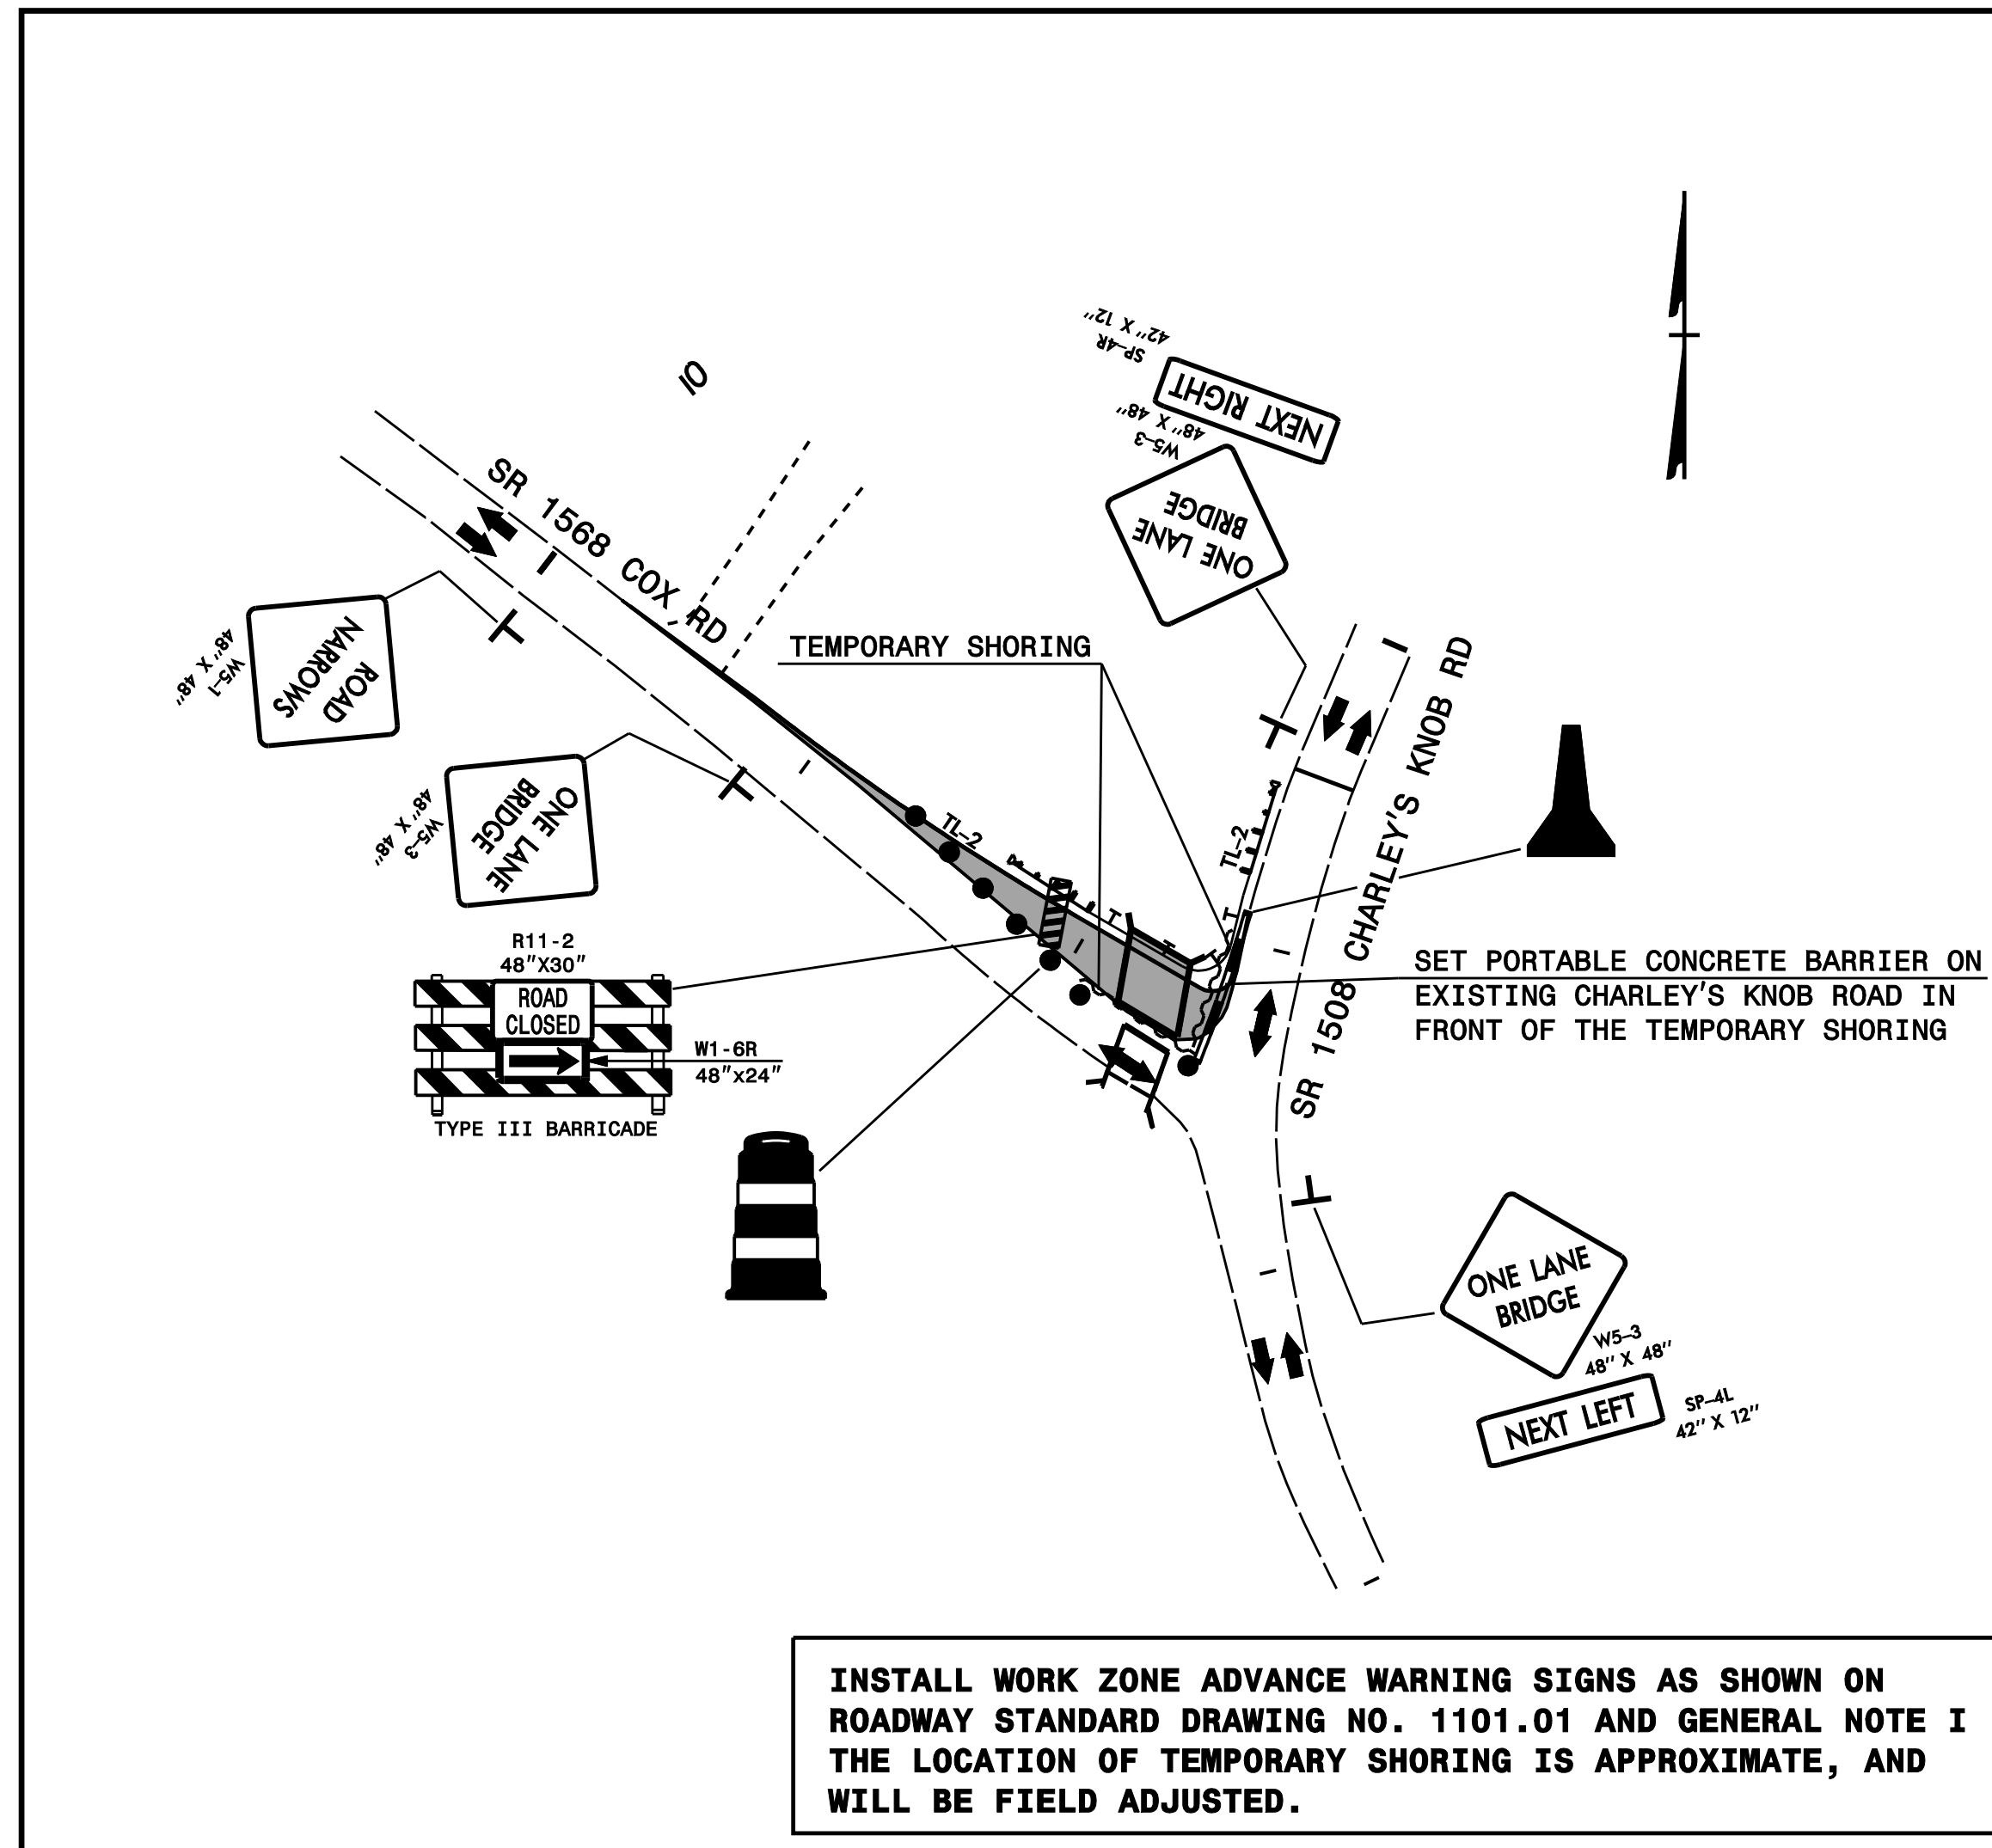 42" X 12"
SP-4R
NEXT RIGHT
48" X 48"
W5-3
ONE LANE
BRIDGE
10
SR 1568 COX RD
TEMPORARY SHORING
ROAD
NARROWS
W5-1
48" X 48"
ONE LANE
BRIDGE
W5-3
48" X 48"
TL-2
TL-2
SR 1508 CHARLEY'S KNOB RD
R11-2
48"X30"
ROAD
CLOSED
W1-6R
48"x24"
TYPE III BARRICADE
SET PORTABLE CONCRETE BARRIER ON
EXISTING CHARLEY'S KNOB ROAD IN
FRONT OF THE TEMPORARY SHORING
ONE LANE
BRIDGE
W5-3
48" X 48"
NEXT LEFT
SP-4L
42" X 12"
INSTALL WORK ZONE ADVANCE WARNING SIGNS AS SHOWN ON
ROADWAY STANDARD DRAWING NO. 1101.01 AND GENERAL NOTE I
THE LOCATION OF TEMPORARY SHORING IS APPROXIMATE, AND
WILL BE FIELD ADJUSTED.